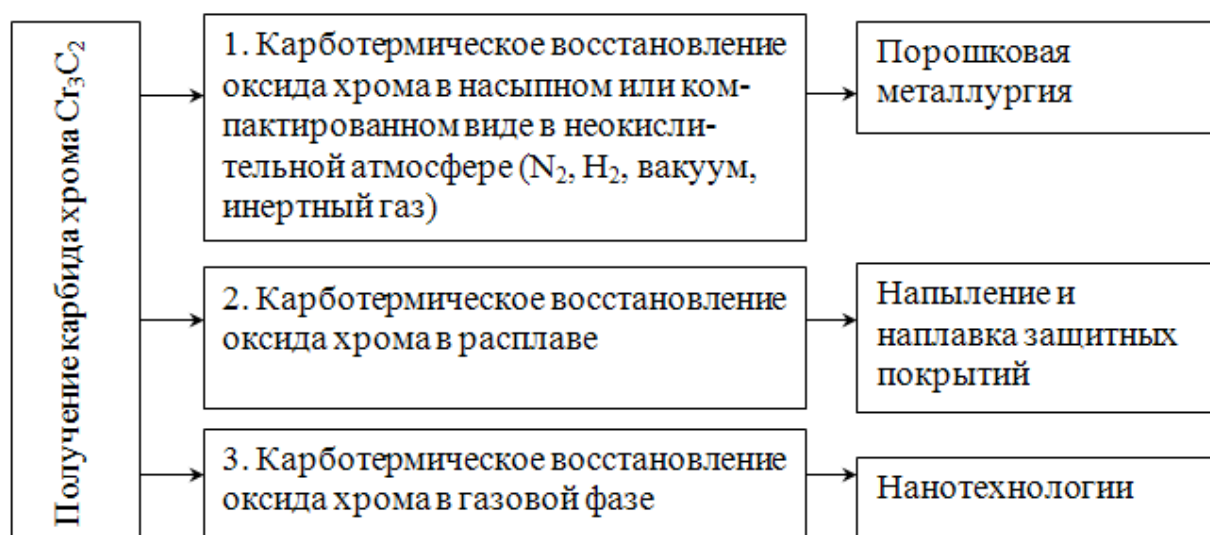 Получение карбида хрома Cr₃C₂
1. Карботермическое восстановление
оксида хрома в насыпном или ком-
пактированном виде в неокисли-
тельной атмосфере (N₂, H₂, вакуум,
инертный газ)
Порошковая
металлургия
2. Карботермическое восстановление
оксида хрома в расплаве
Напыление и
наплавка защитных
покрытий
3. Карботермическое восстановление
оксида хрома в газовой фазе
Нанотехнологии